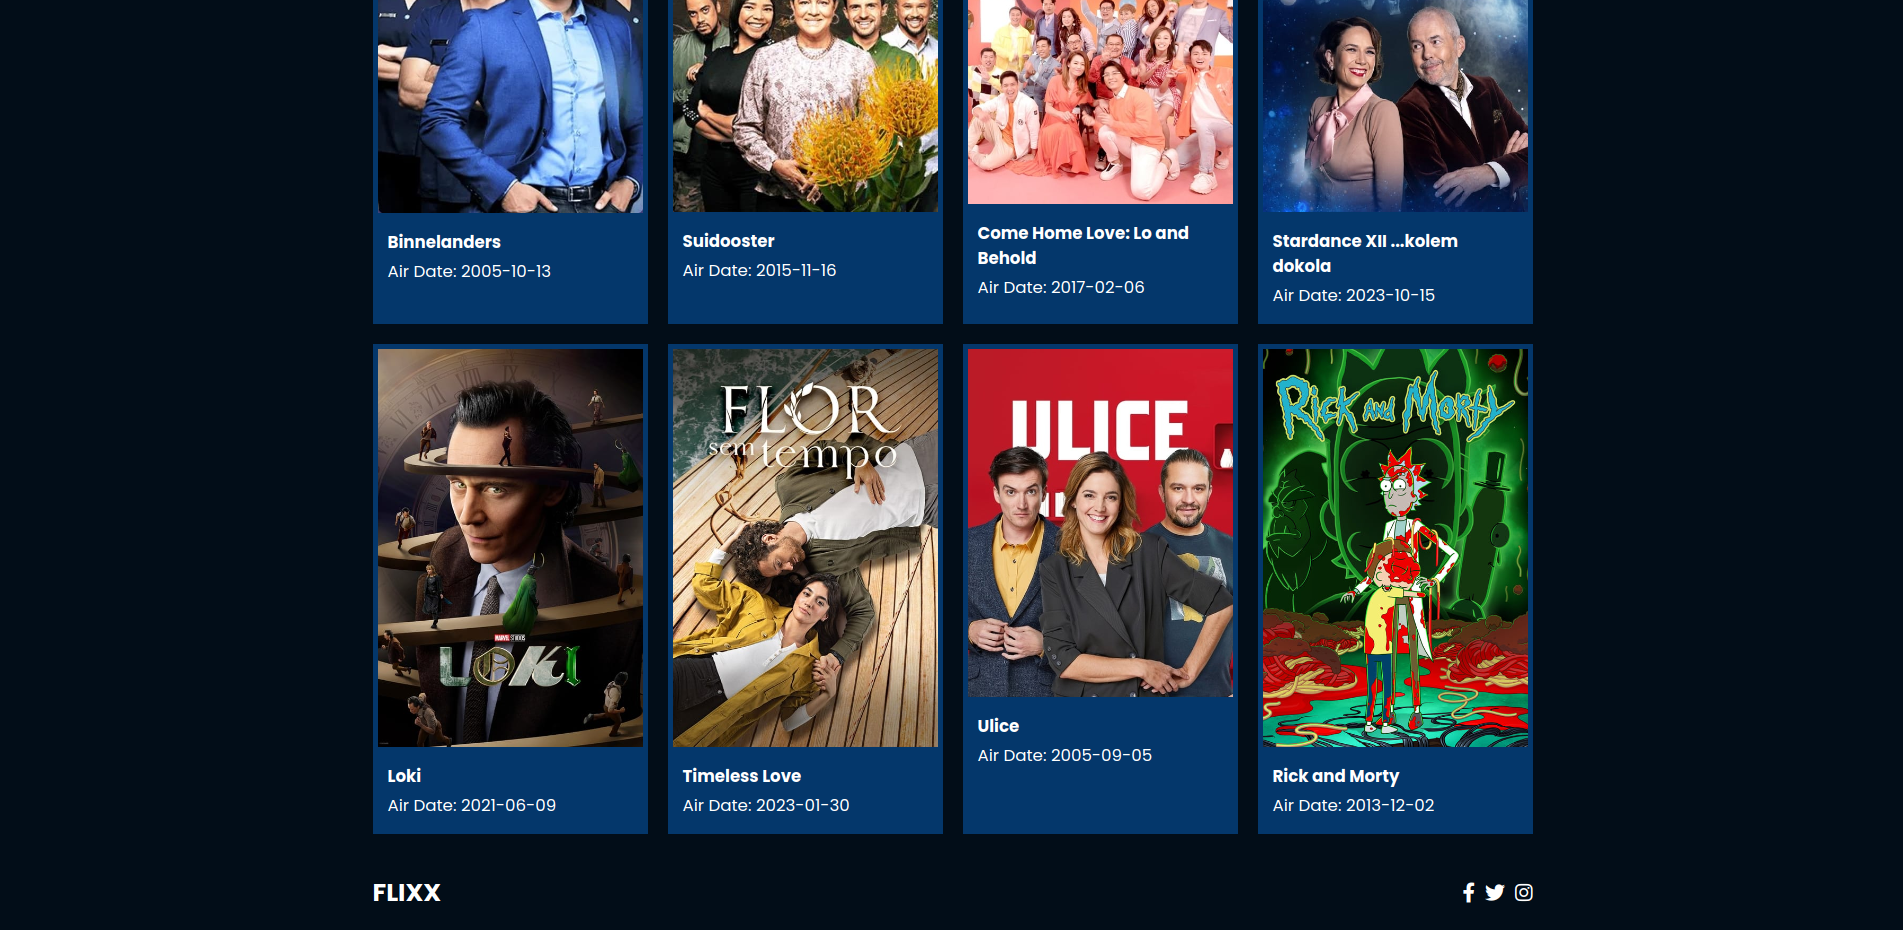 Binnelanders
Air Date: 2005-10-13
Suidooster
Air Date: 2015-11-16
Come Home Love: Lo and
Behold
Air Date: 2017-02-06
Stardance XII ...kolem
dokola
Air Date: 2023-10-15
MARVEL STUDIOS
LOKI
Loki
Air Date: 2021-06-09
FLOR
sem tempo
Timeless Love
Air Date: 2023-01-30
ULICE
Ulice
Air Date: 2005-09-05
Rick and Morty
Rick and Morty
Air Date: 2013-12-02
FLIXX